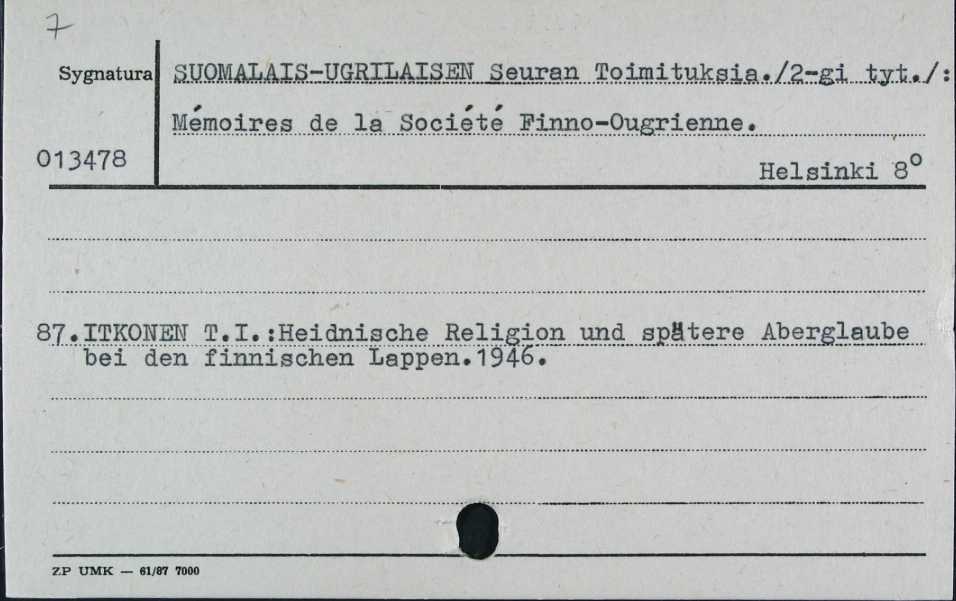 7
Sygnatura SUOMALAIS-UGRILAISEN Seuran Toimituksia./2-gi tyt./:
Mémoires de la Société Finno-Ougrienne.
013478
Helsinki 8°
87.ITKONEN T.I.:Heidnische Religion und spätere Aberglaube
bei den finnischen Lappen.1946.
ZP UMK — 61/87 7000